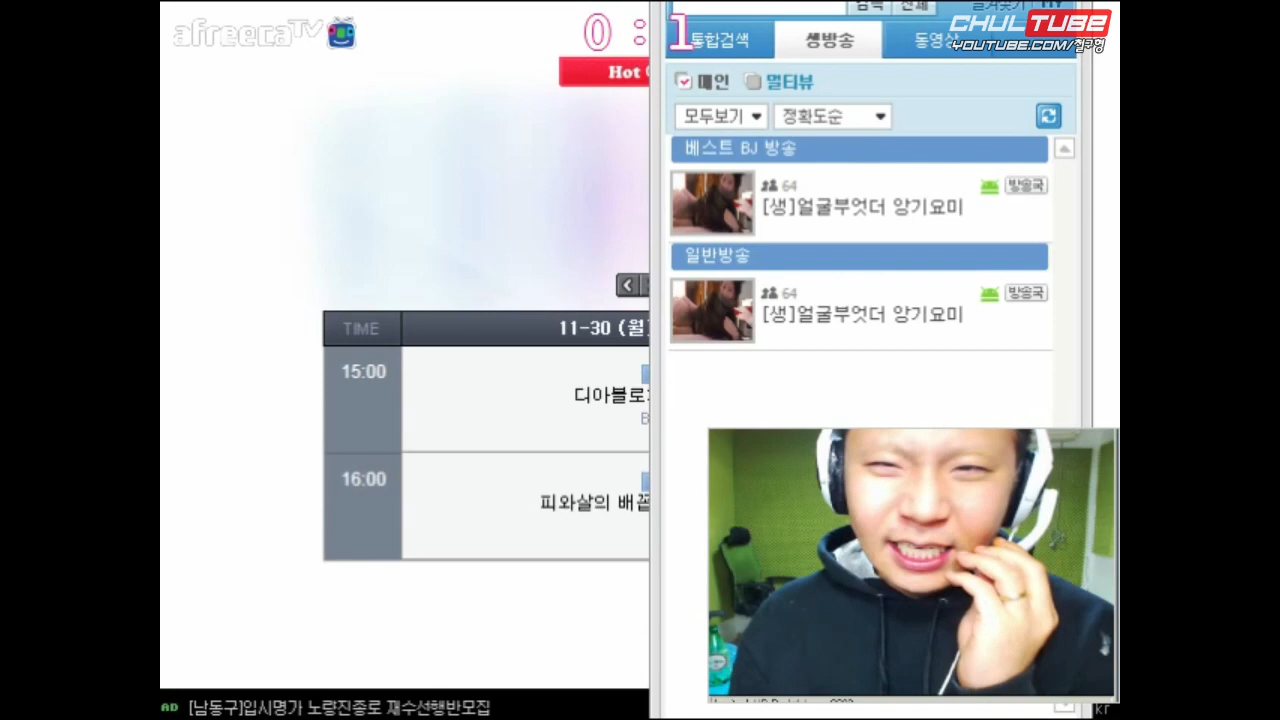 afreecaTV
0 : 1
Hot
CHULTUBE
YOUTUBE.COM/철구형
통합검색
생방송
동영상
메인
멀티뷰
모두보기
정확도순
베스트 BJ 방송
64
방송국
[생]얼굴부엇더 앙기요미
일반방송
64
방송국
[생]얼굴부엇더 앙기요미
TIME
11-30 (월)
15:00
디아블로
16:00
피와살의 배꼽
AD [남동구]입시명가 노량진종로 재수선행반모집
kr